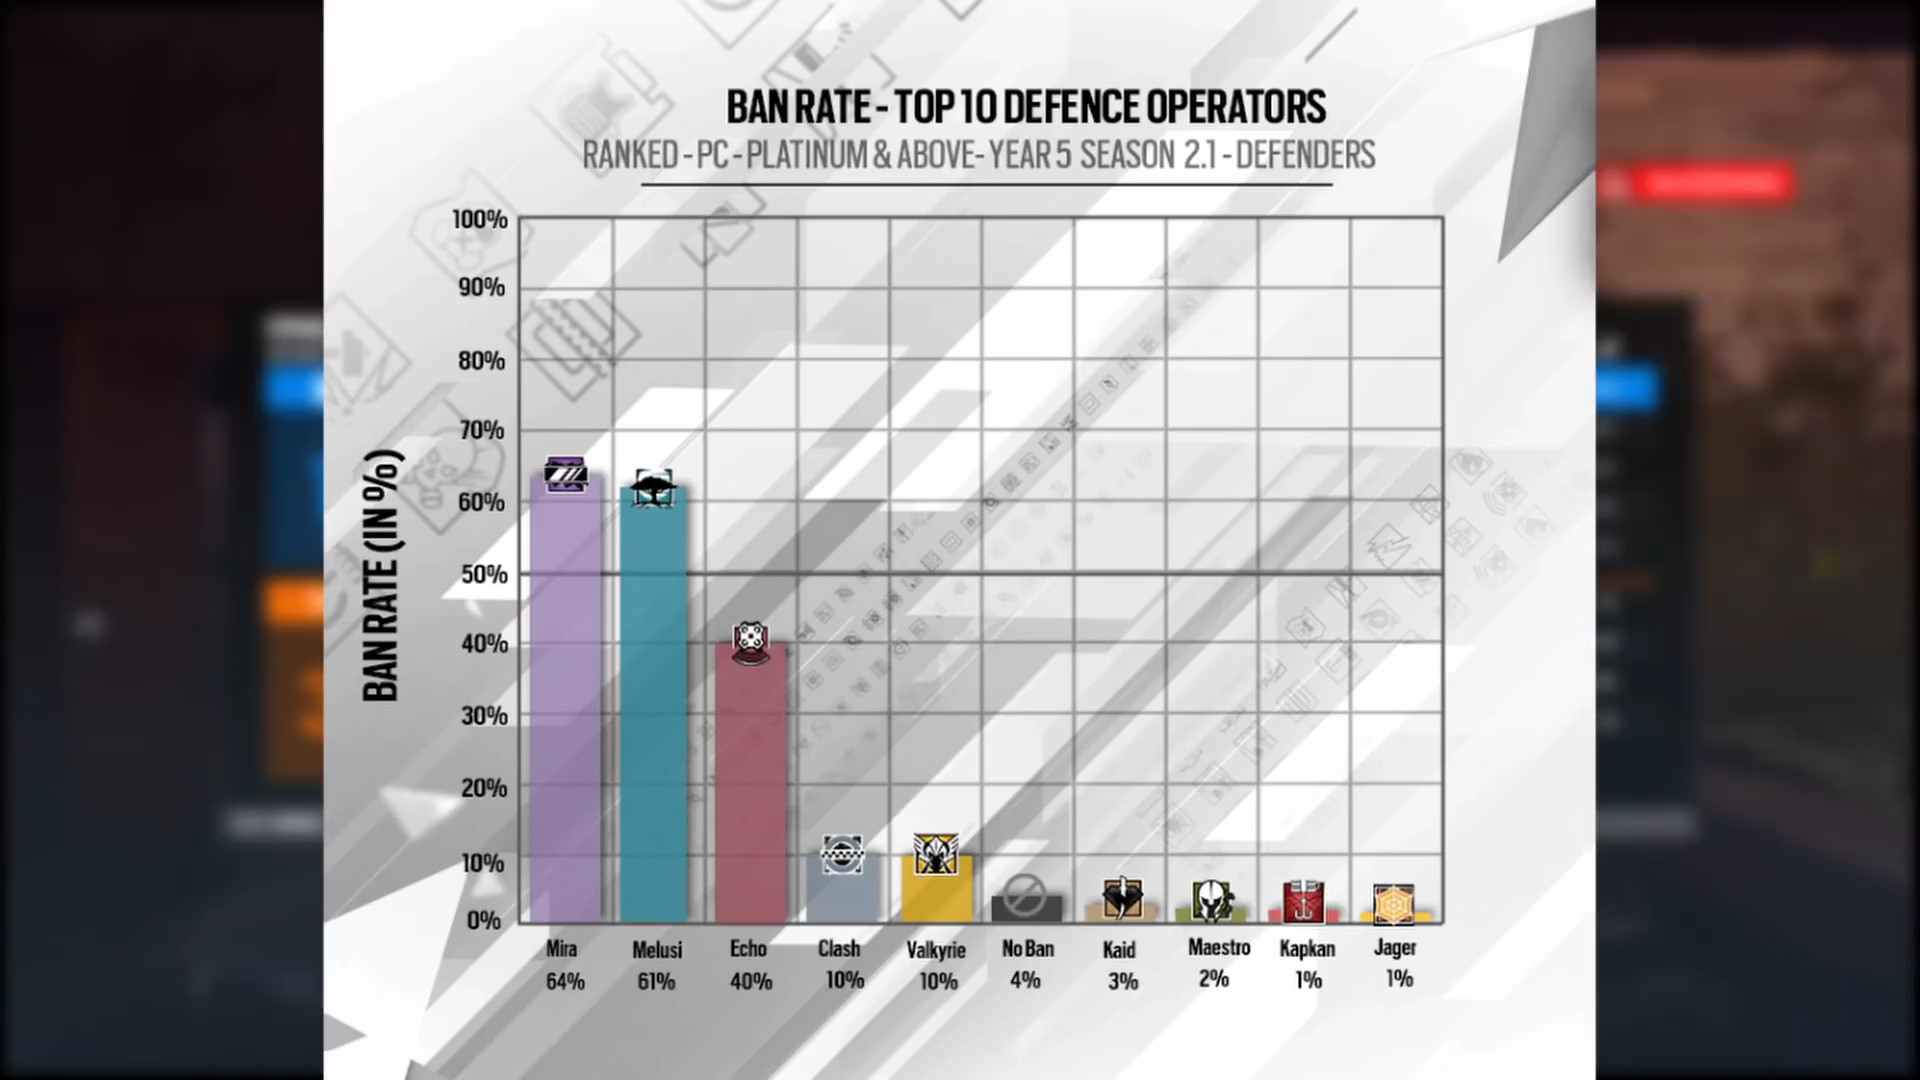 BAN RATE - TOP 10 DEFENCE OPERATORS
RANKED - PC - PLATINUM & ABOVE - YEAR 5 SEASON 2.1 - DEFENDERS
BAN RATE (IN %)
100%
90%
80%
70%
60%
50%
40%
30%
20%
10%
0%
Mira Melusi Echo Clash Valkyrie No Ban Kaid Maestro Kapkan Jager
64% 61% 40% 10% 10% 4% 3% 2% 1% 1%